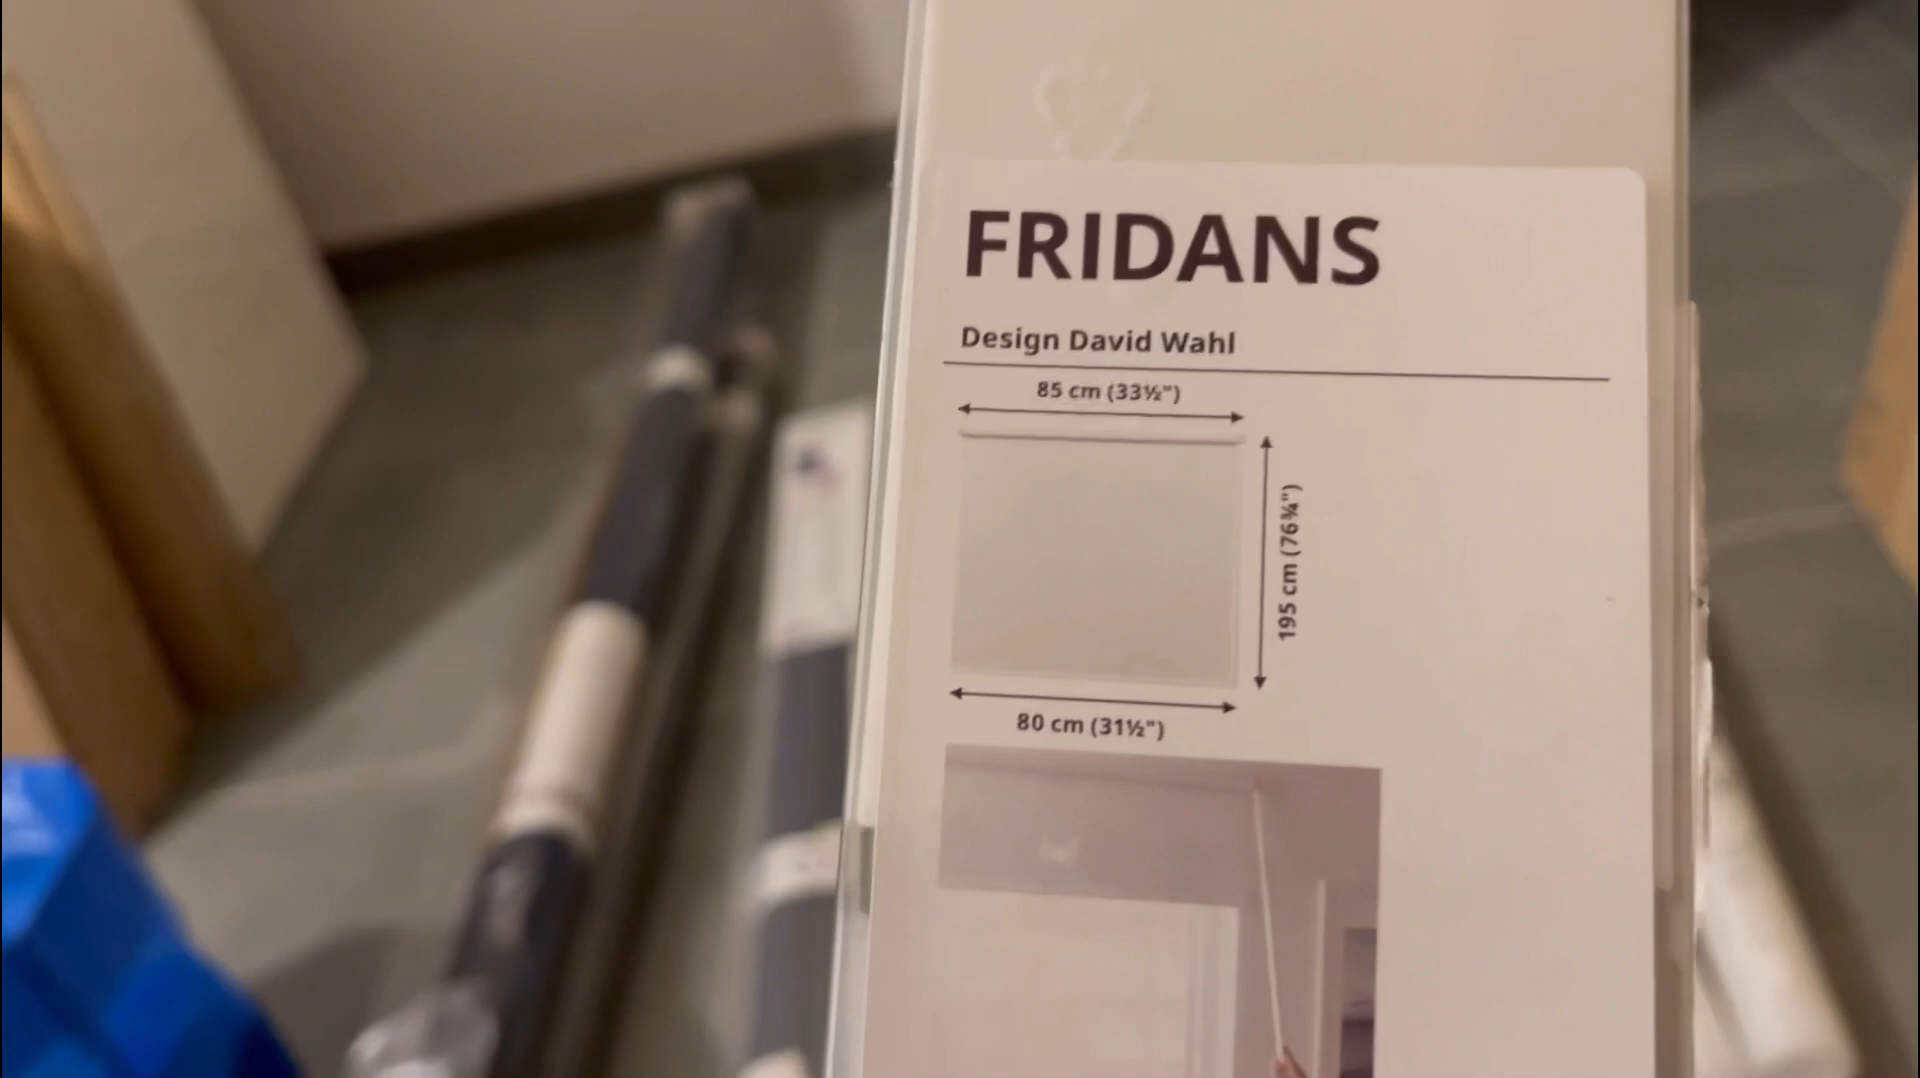 FRIDANS
Design David Wahl
85 cm (33½")
195 cm (76¾")
80 cm (31½")